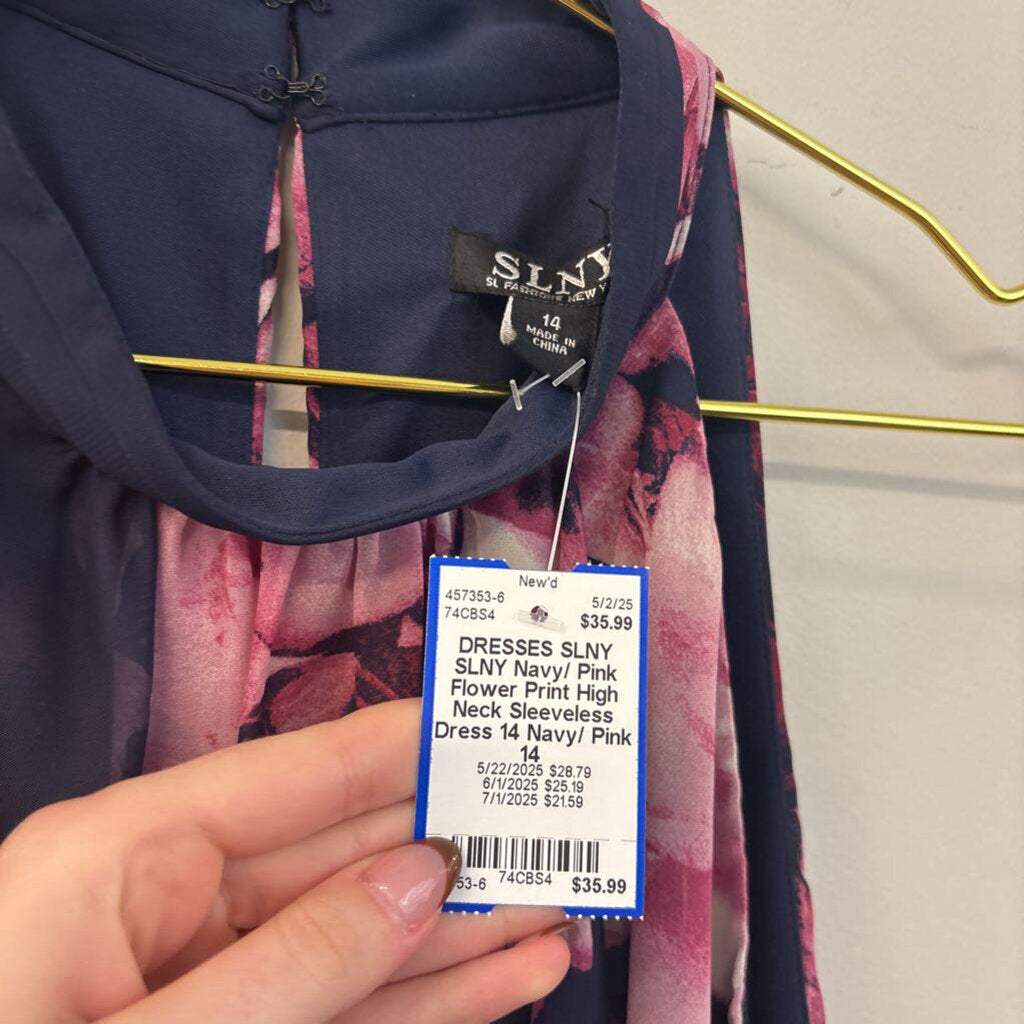 SLNY
SL FASHIONS NEW
14
MADE IN
CHINA
New'd
457353-6 5/2/25
74CBS4 $35.99
DRESSES SLNY
SLNY Navy/ Pink
Flower Print High
Neck Sleeveless
Dress 14 Navy/ Pink
14
5/22/2025 $28.79
6/1/2025 $25.19
7/1/2025 $21.59
53-6 74CBS4 $35.99